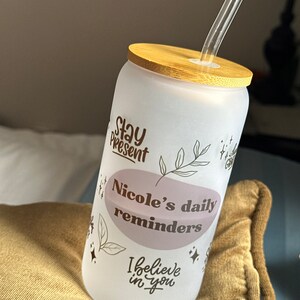 Stay
present
Nicole's daily
reminders
I believe
in you